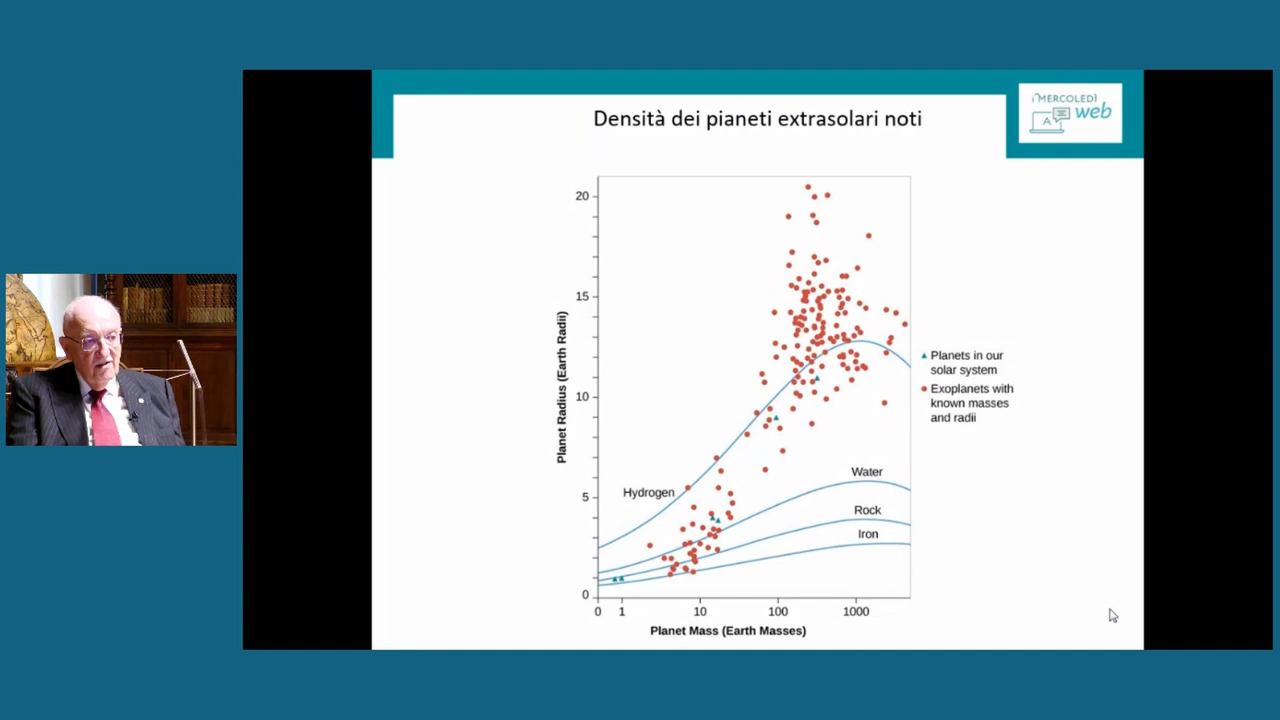 Densità dei pianeti extrasolari noti
i MERCOLEDÌ
A
web
20
15
10
5
0
Planet Radius (Earth Radii)
Hydrogen
Water
Rock
Iron
Planets in our
solar system
Exoplanets with
known masses
and radii
0 1 10 100 1000
Planet Mass (Earth Masses)